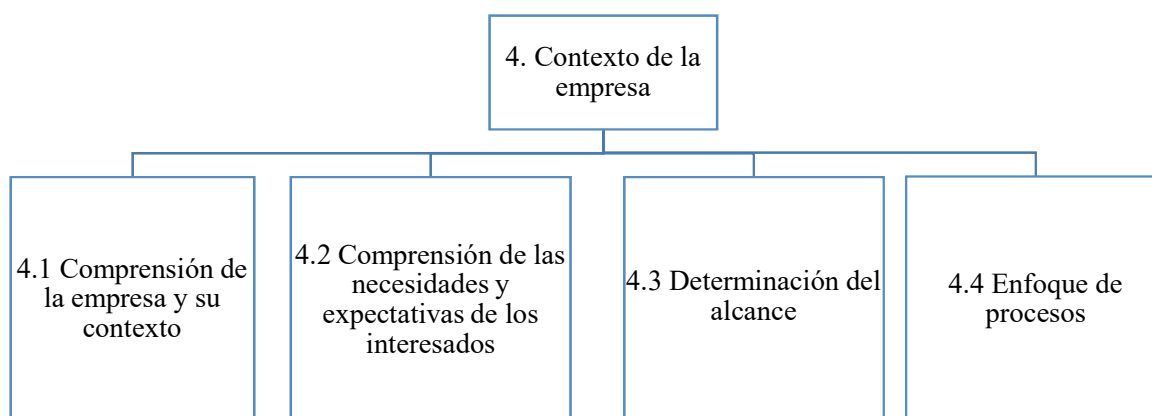 4. Contexto de la
empresa
4.1 Comprensión de
la empresa y su
contexto
4.2 Comprensión de las
necesidades y
expectativas de los
interesados
4.3 Determinación del
alcance
4.4 Enfoque de
procesos